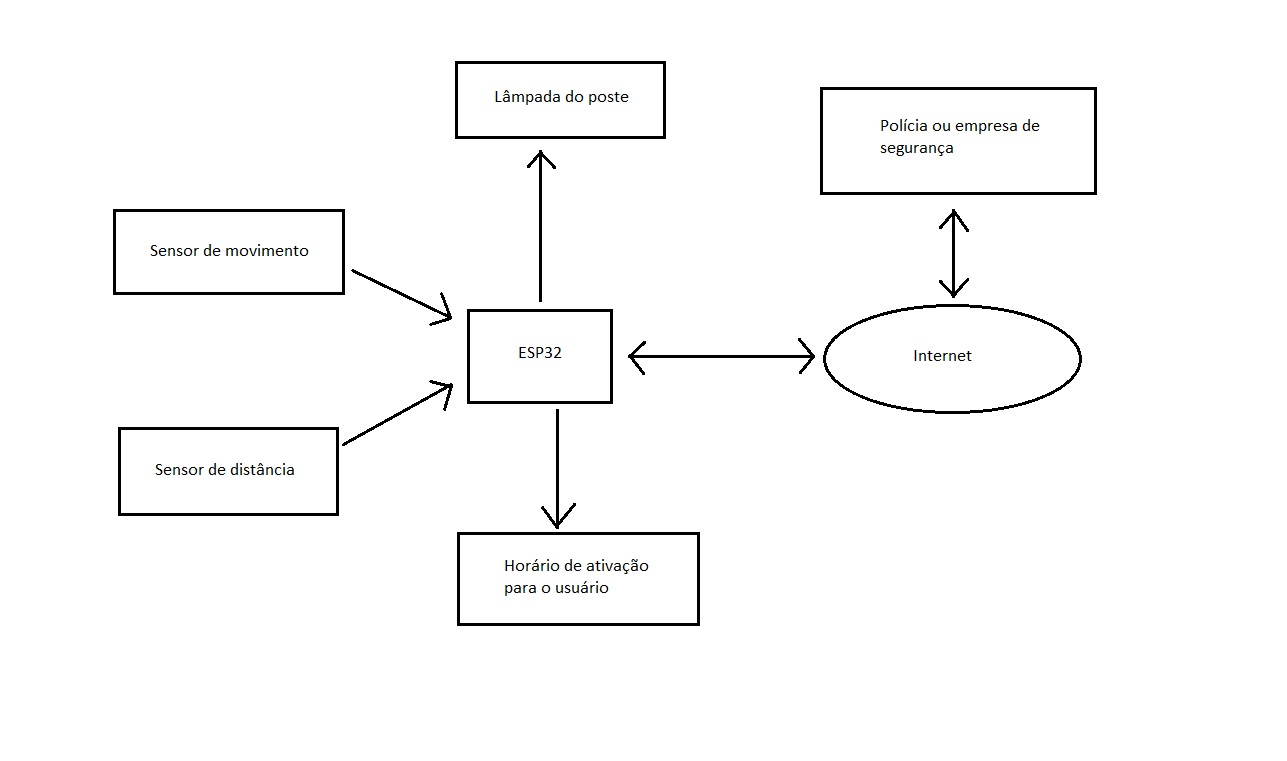 Lâmpada do poste
Polícia ou empresa de
segurança
Sensor de movimento
ESP32
Internet
Sensor de distância
Horário de ativação
para o usuário